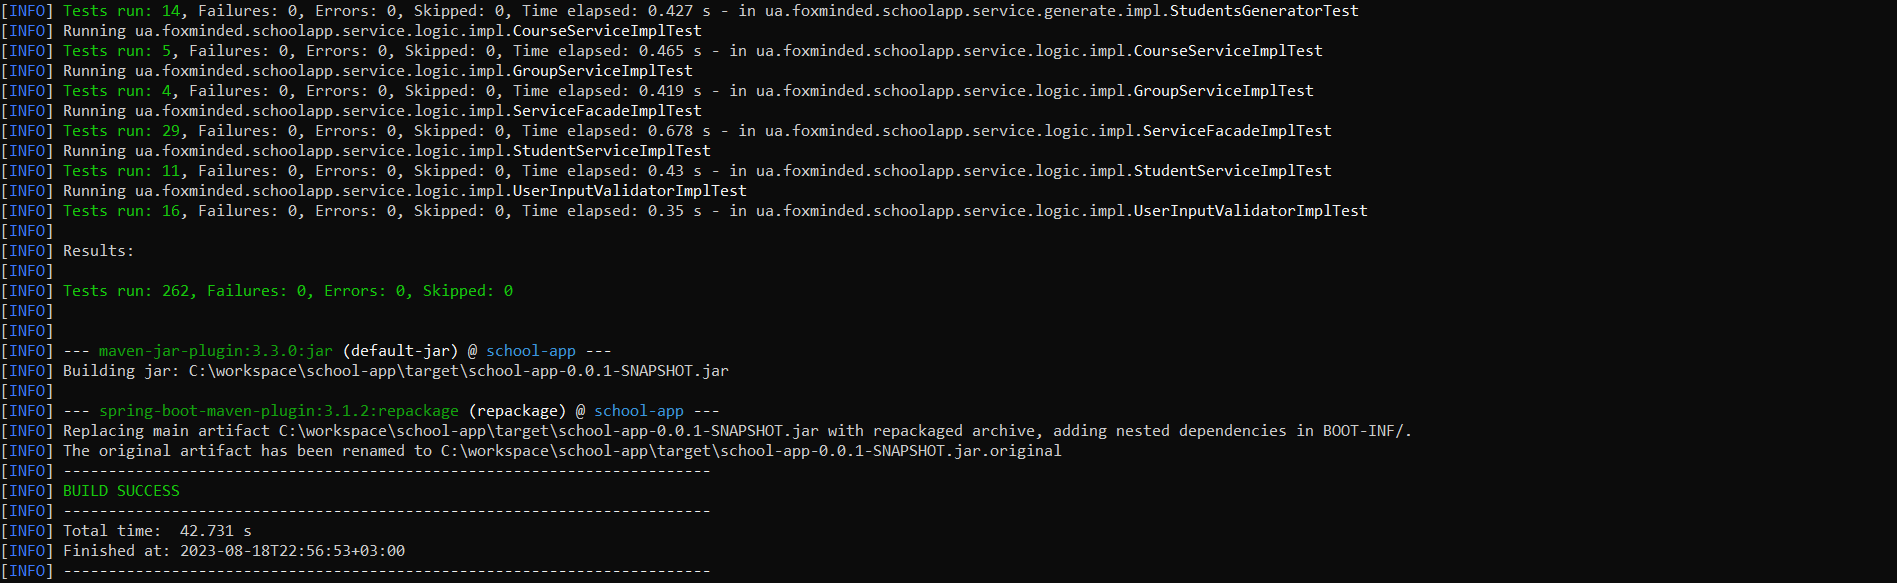 [INFO] Tests run: 14, Failures: 0, Errors: 0, Skipped: 0, Time elapsed: 0.427 s - in ua.foxminded.schoolapp.service.generate.impl.StudentsGeneratorTest
[INFO] Running ua.foxminded.schoolapp.service.logic.impl.CourseServiceImplTest
[INFO] Tests run: 5, Failures: 0, Errors: 0, Skipped: 0, Time elapsed: 0.465 s - in ua.foxminded.schoolapp.service.logic.impl.CourseServiceImplTest
[INFO] Running ua.foxminded.schoolapp.service.logic.impl.GroupServiceImplTest
[INFO] Tests run: 4, Failures: 0, Errors: 0, Skipped: 0, Time elapsed: 0.419 s - in ua.foxminded.schoolapp.service.logic.impl.GroupServiceImplTest
[INFO] Running ua.foxminded.schoolapp.service.logic.impl.ServiceFacadeImplTest
[INFO] Tests run: 29, Failures: 0, Errors: 0, Skipped: 0, Time elapsed: 0.678 s - in ua.foxminded.schoolapp.service.logic.impl.ServiceFacadeImplTest
[INFO] Running ua.foxminded.schoolapp.service.logic.impl.StudentServiceImplTest
[INFO] Tests run: 11, Failures: 0, Errors: 0, Skipped: 0, Time elapsed: 0.43 s - in ua.foxminded.schoolapp.service.logic.impl.StudentServiceImplTest
[INFO] Running ua.foxminded.schoolapp.service.logic.impl.UserInputValidatorImplTest
[INFO] Tests run: 16, Failures: 0, Errors: 0, Skipped: 0, Time elapsed: 0.35 s - in ua.foxminded.schoolapp.service.logic.impl.UserInputValidatorImplTest
[INFO]
[INFO] Results:
[INFO]
[INFO] Tests run: 262, Failures: 0, Errors: 0, Skipped: 0
[INFO]
[INFO]
[INFO] --- maven-jar-plugin:3.3.0:jar (default-jar) @ school-app ---
[INFO] Building jar: C:\workspace\school-app\target\school-app-0.0.1-SNAPSHOT.jar
[INFO]
[INFO] --- spring-boot-maven-plugin:3.1.2:repackage (repackage) @ school-app ---
[INFO] Replacing main artifact C:\workspace\school-app\target\school-app-0.0.1-SNAPSHOT.jar with repackaged archive, adding nested dependencies in BOOT-INF/.
[INFO] The original artifact has been renamed to C:\workspace\school-app\target\school-app-0.0.1-SNAPSHOT.jar.original
[INFO] ------------------------------------------------------------------------
[INFO] BUILD SUCCESS
[INFO] ------------------------------------------------------------------------
[INFO] Total time:  42.731 s
[INFO] Finished at: 2023-08-18T22:56:53+03:00
[INFO] ------------------------------------------------------------------------